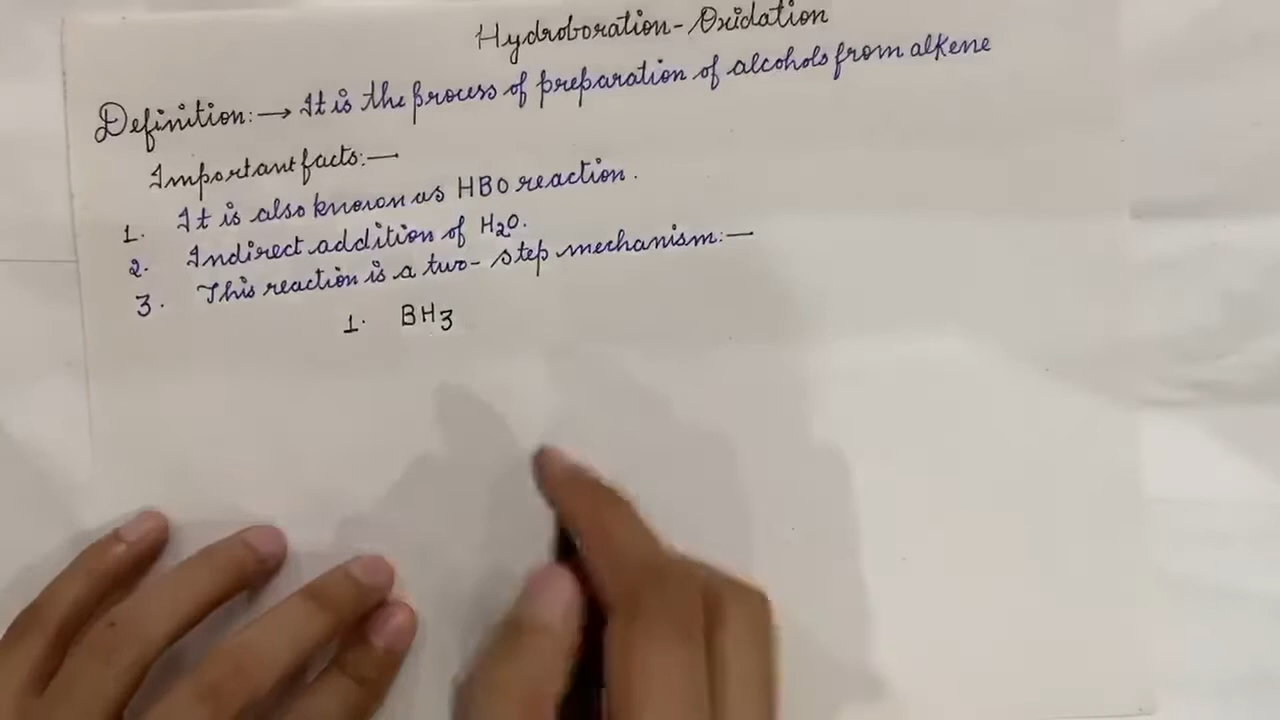 Hydroboration-Oxidation
Definition:→ It is the process of preparation of alcohols from alkene
Important facts:—
1. It is also known as HBO reaction.
2. Indirect addition of H₂O.
3. This reaction is a two-step mechanism:—
1. BH₃